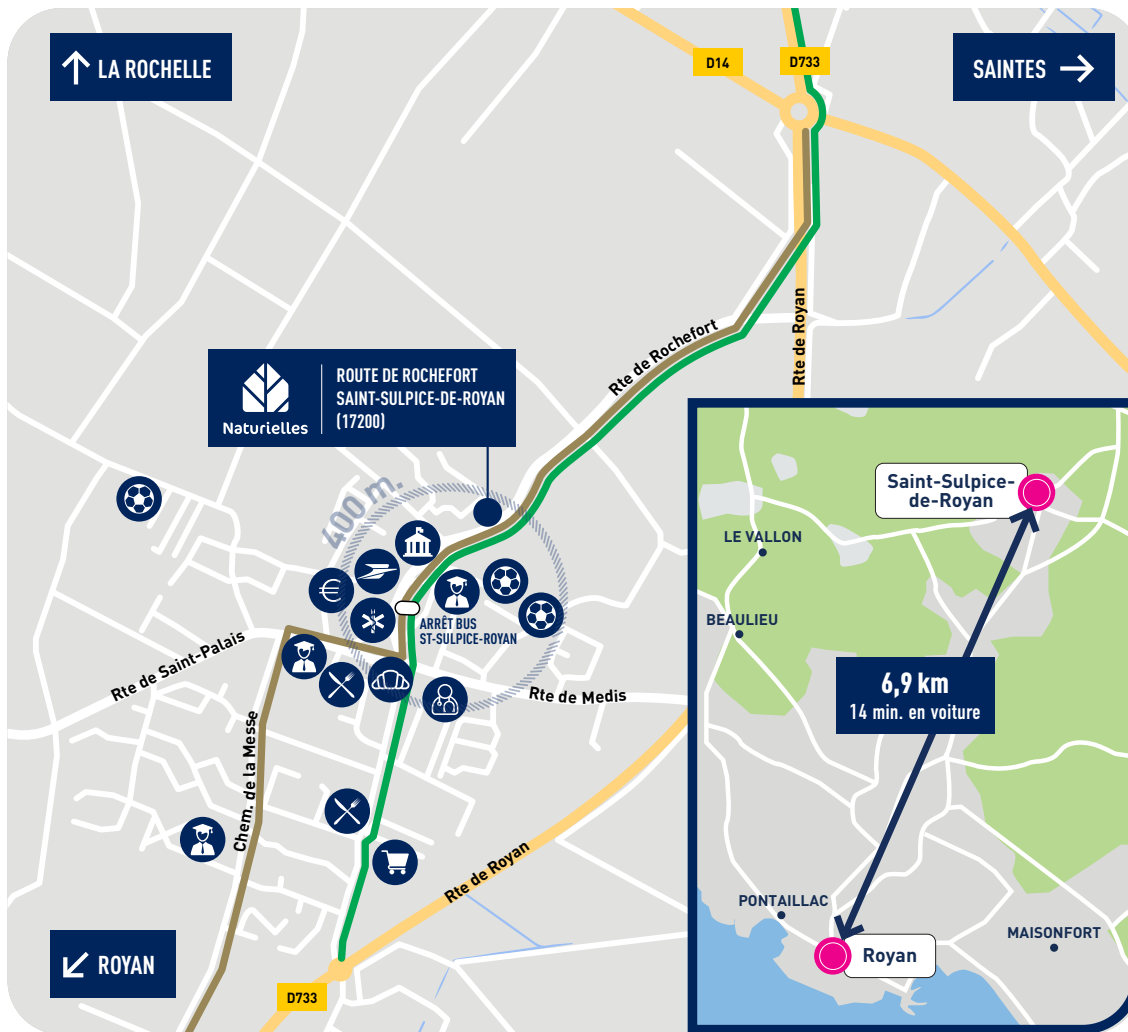 LA ROCHELLE
D14
D733
SAINTES
Rte de Rochefort
Rte de Royan
Naturielles
ROUTE DE ROCHEFORT
SAINT-SULPICE-DE-ROYAN
(17200)
400 m.
ARRÊT BUS
ST-SULPICE-ROYAN
Rte de Saint-Palais
Rte de Medis
Chem. de la Messe
Rte de Royan
ROYAN
D733
Saint-Sulpice-
de-Royan
LE VALLON
BEAULIEU
6,9 km
14 min. en voiture
PONTAILLAC
MAISONFORT
Royan